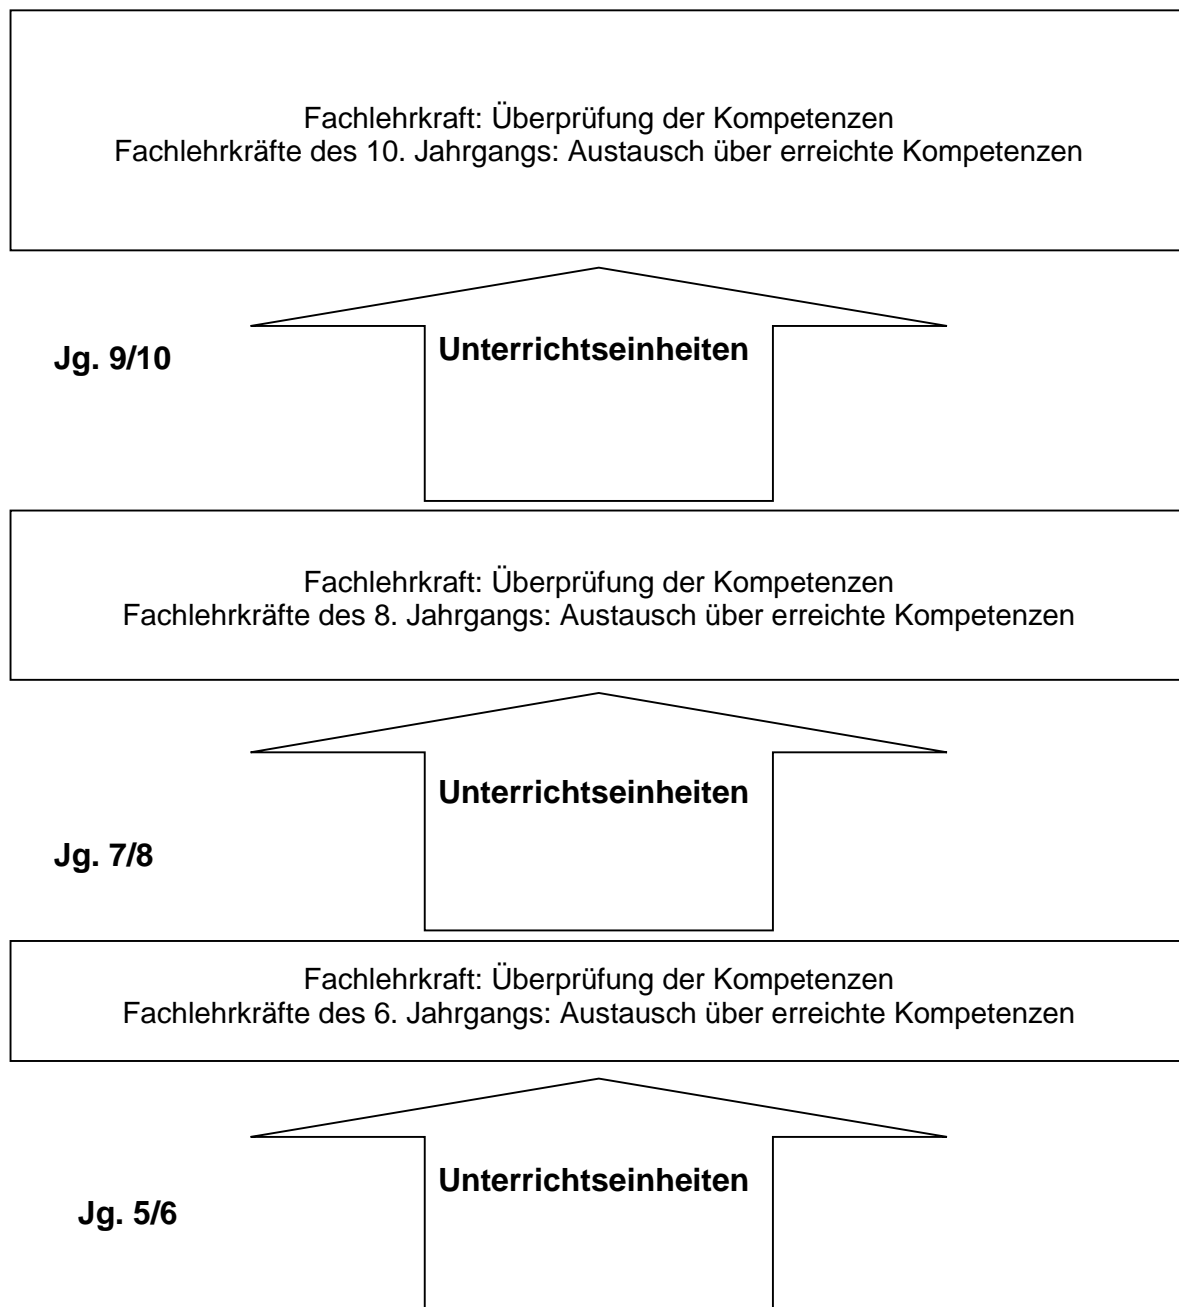 Fachlehrkraft: Überprüfung der Kompetenzen
Fachlehrkräfte des 10. Jahrgangs: Austausch über erreichte Kompetenzen
Unterrichtseinheiten
Jg. 9/10
Fachlehrkraft: Überprüfung der Kompetenzen
Fachlehrkräfte des 8. Jahrgangs: Austausch über erreichte Kompetenzen
Unterrichtseinheiten
Jg. 7/8
Fachlehrkraft: Überprüfung der Kompetenzen
Fachlehrkräfte des 6. Jahrgangs: Austausch über erreichte Kompetenzen
Unterrichtseinheiten
Jg. 5/6